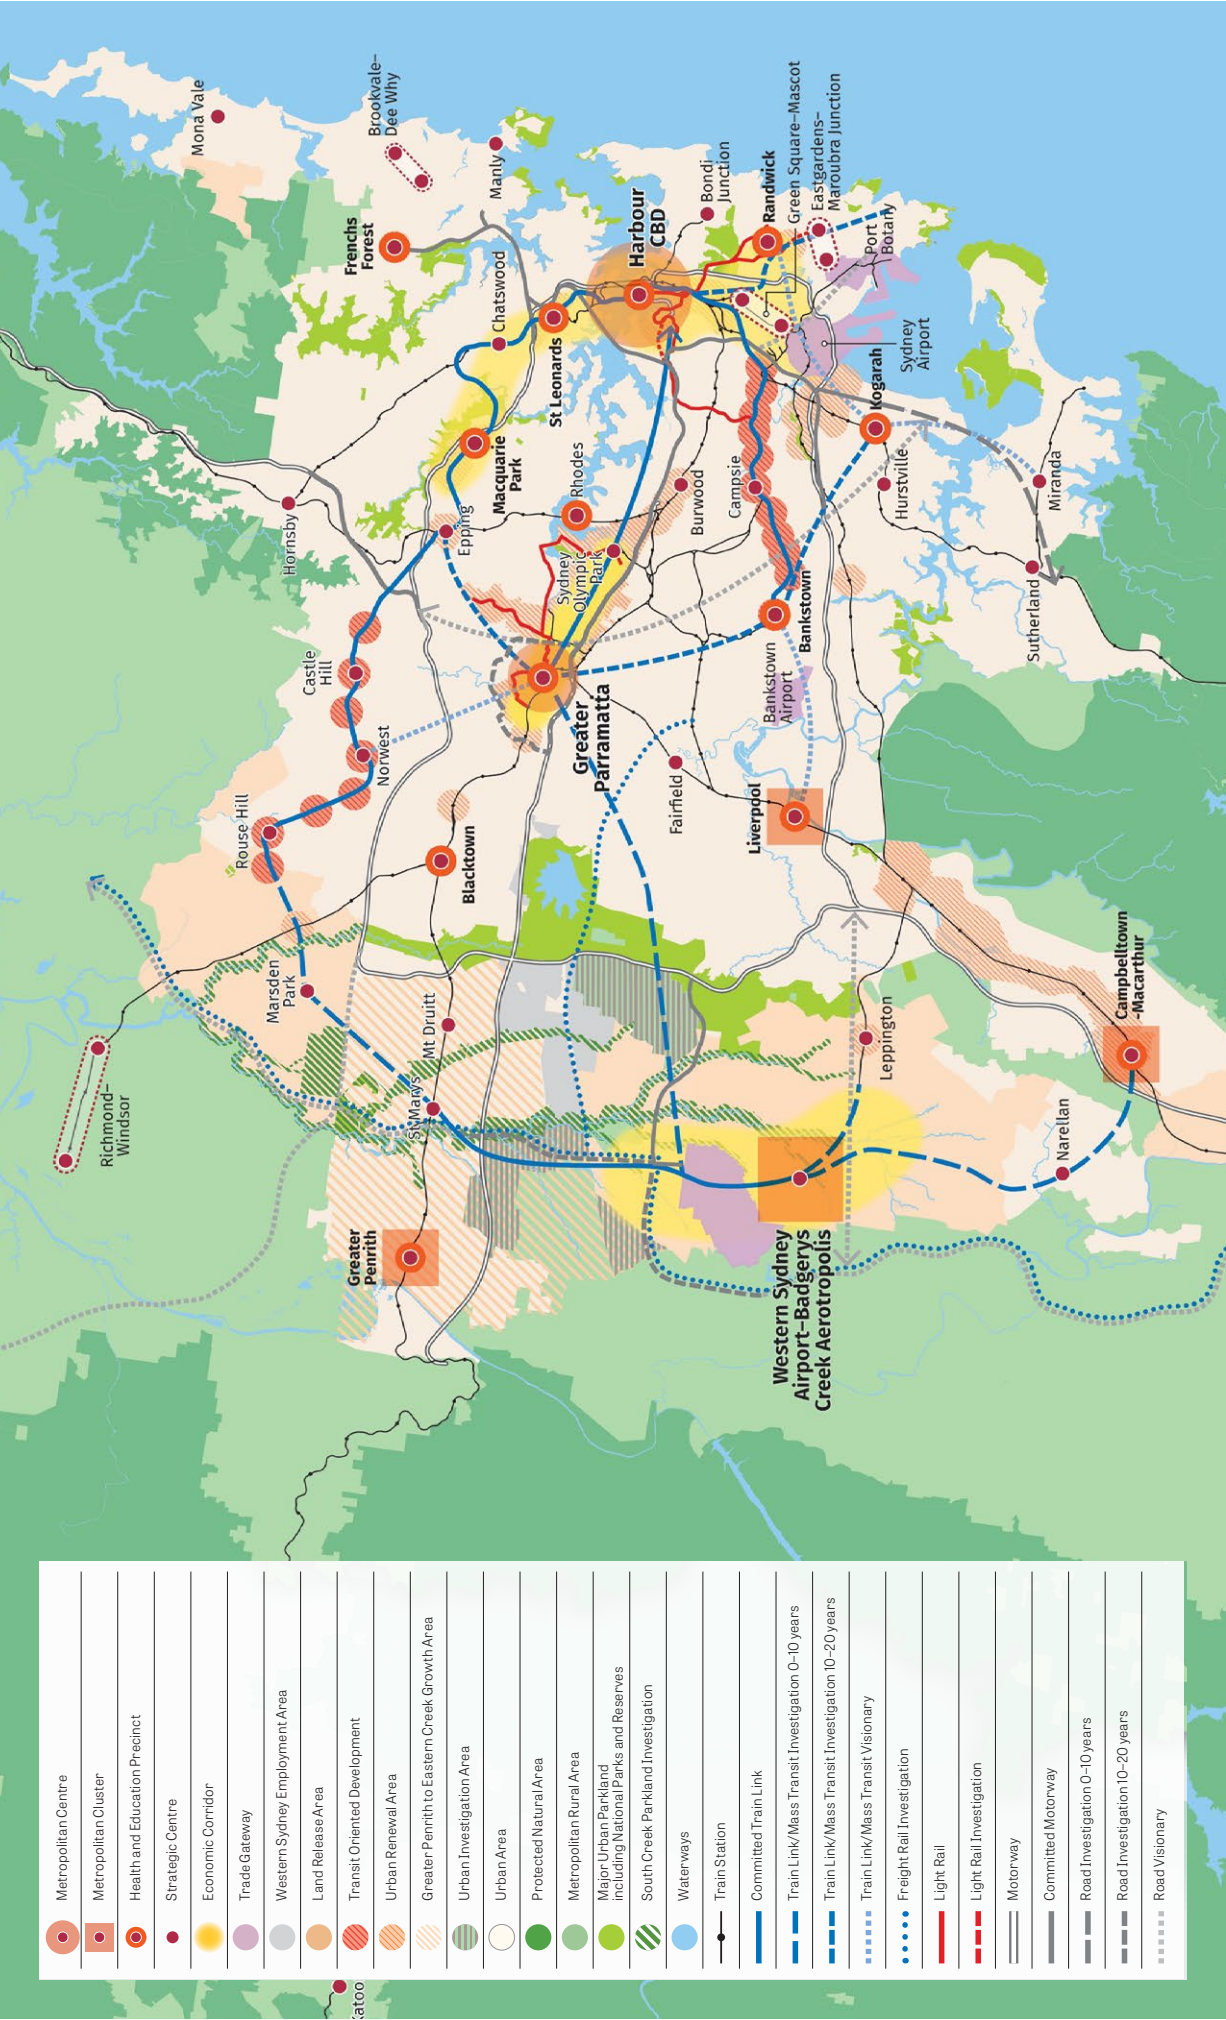 Mona Vale
Brookvale–
Dee Why
Frenchs
Forest
Manly
Chatswood
St Leonards
Harbour
CBD
Bondi
Junction
Randwick
Green Square–Mascot
Eastgardens–
Maroubra Junction
Port
Botany
Sydney
Airport
Kogarah
Hurstville
Miranda
Sutherland
Macquarie
Park
Rhodes
Burwood
Campsie
Hornsby
Epping
Sydney
Olympic
Park
Bankstown
Bankstown
Airport
Castle
Hill
Norwest
Rouse Hill
Greater
Parramatta
Fairfield
Liverpool
Blacktown
Marsden
Park
Mt Druitt
St Marys
Richmond–
Windsor
Leppington
Campbelltown
-Macarthur
Narellan
Greater
Penrith
Western Sydney
Airport–Badgerys
Creek Aerotropolis
Metropolitan Centre
Metropolitan Cluster
Health and Education Precinct
Strategic Centre
Economic Corridor
Trade Gateway
Western Sydney Employment Area
Land Release Area
Transit Oriented Development
Urban Renewal Area
Greater Penrith to Eastern Creek Growth Area
Urban Investigation Area
Urban Area
Protected Natural Area
Metropolitan Rural Area
Major Urban Parkland
including National Parks and Reserves
South Creek Parkland Investigation
Waterways
Train Station
Committed Train Link
Train Link/Mass Transit Investigation 0–10 years
Train Link/Mass Transit Investigation 10–20 years
Train Link/Mass Transit Visionary
Freight Rail Investigation
Light Rail
Light Rail Investigation
Motorway
Committed Motorway
Road Investigation 0–10 years
Road Investigation 10–20 years
Road Visionary